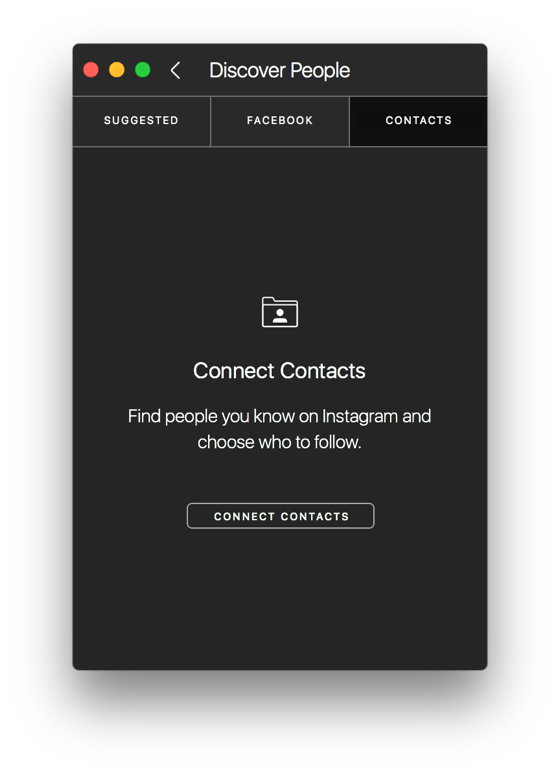 Discover People
SUGGESTED
FACEBOOK
CONTACTS
Connect Contacts
Find people you know on Instagram and
choose who to follow.
CONNECT CONTACTS